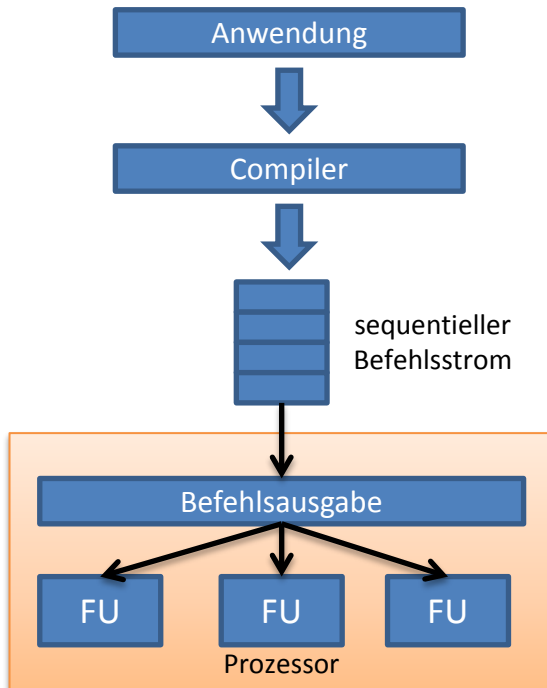 Anwendung
Compiler
sequentieller
Befehlsstrom
Befehlsausgabe
FU
FU
FU
Prozessor